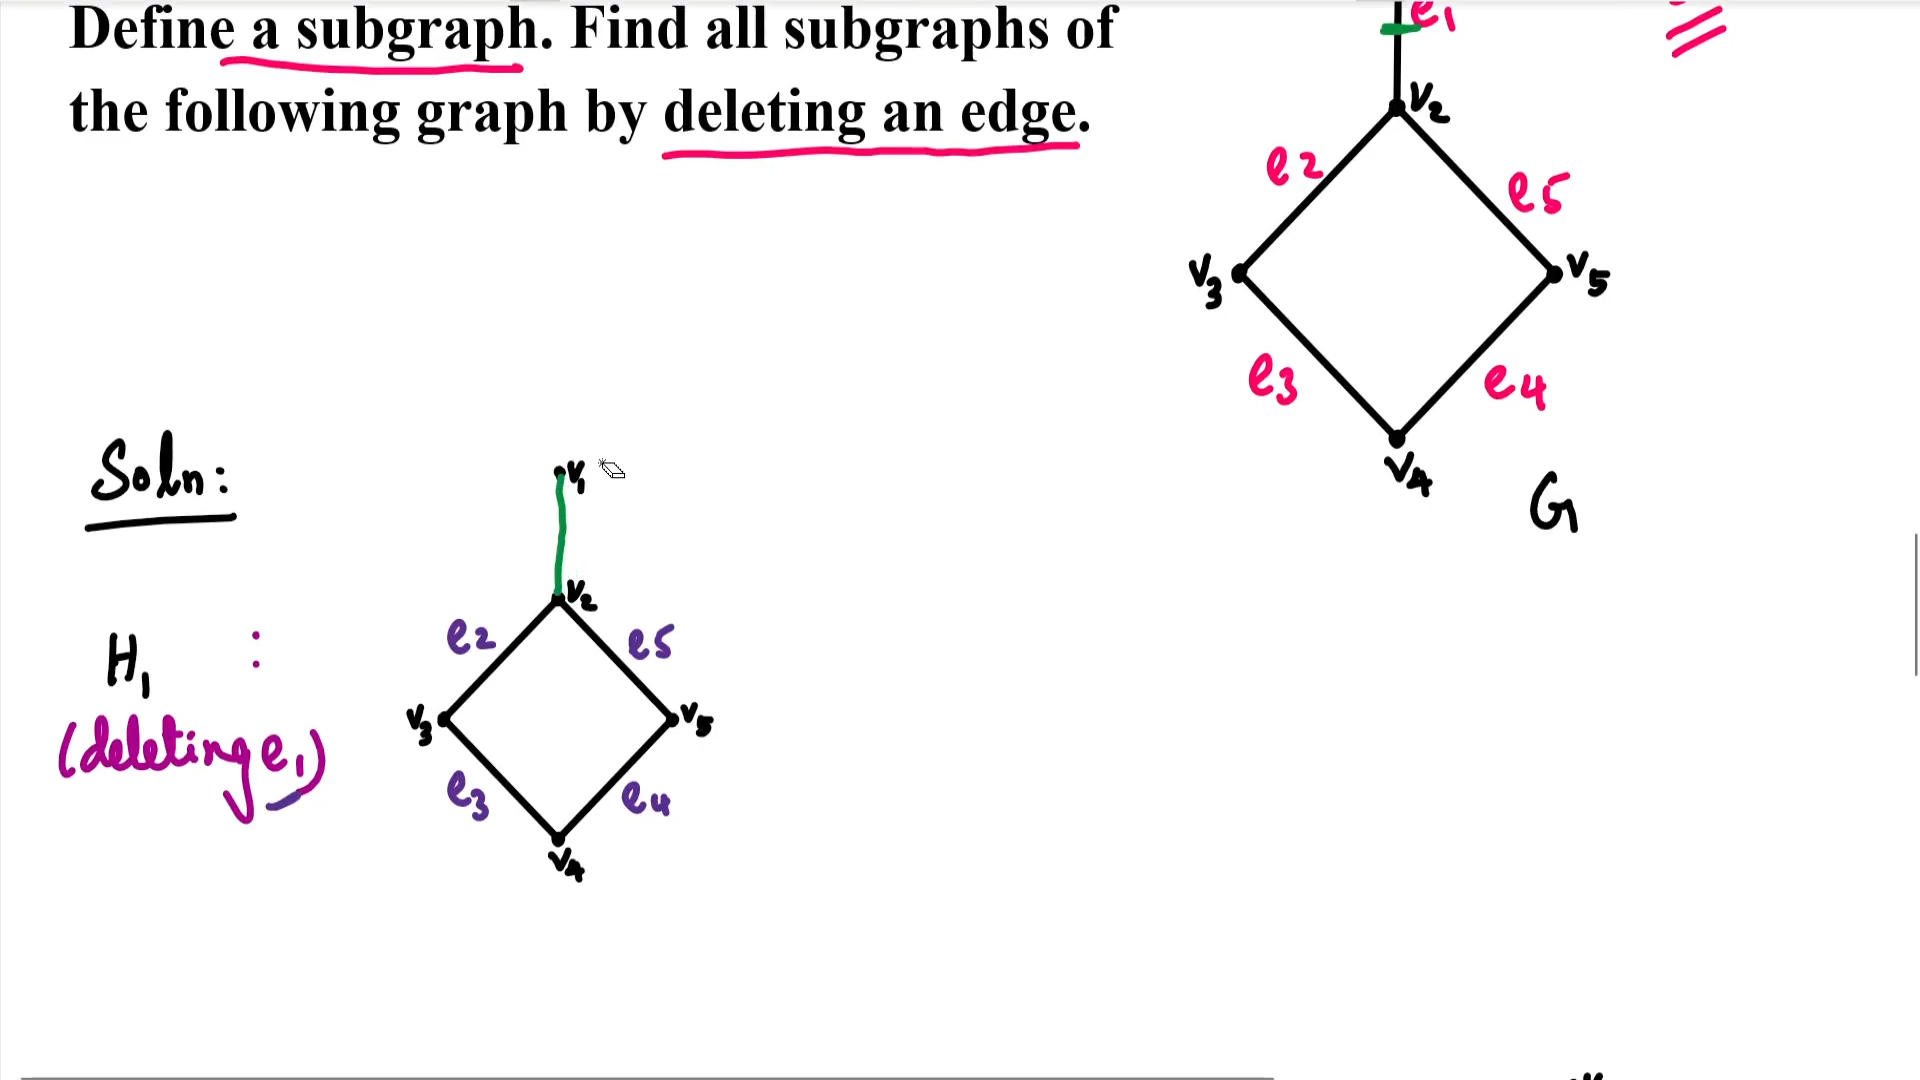 Define a subgraph. Find all subgraphs of
the following graph by deleting an edge.
e1
v2
e2
e5
v3
v5
e3
e4
v4
G
Soln:
v1
v2
e2
e5
H1 :
(deleting e1)
v3
v5
e3
e4
v4